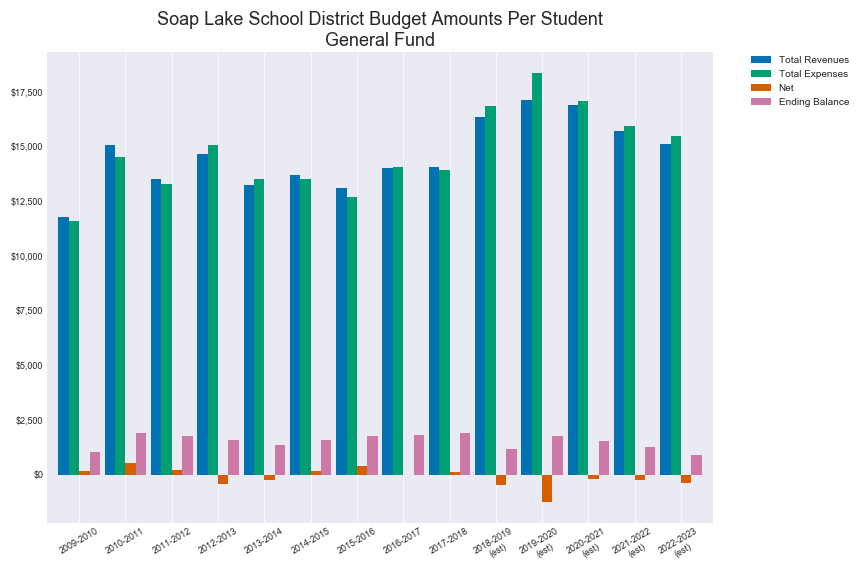 Soap Lake School District Budget Amounts Per Student
General Fund
Total Revenues
Total Expenses
Net
Ending Balance
$17,500
$15,000
$12,500
$10,000
$7,500
$5,000
$2,500
$0
2009-2010
2010-2011
2011-2012
2012-2013
2013-2014
2014-2015
2015-2016
2016-2017
2017-2018
2018-2019
(est)
2019-2020
(est)
2020-2021
(est)
2021-2022
(est)
2022-2023
(est)